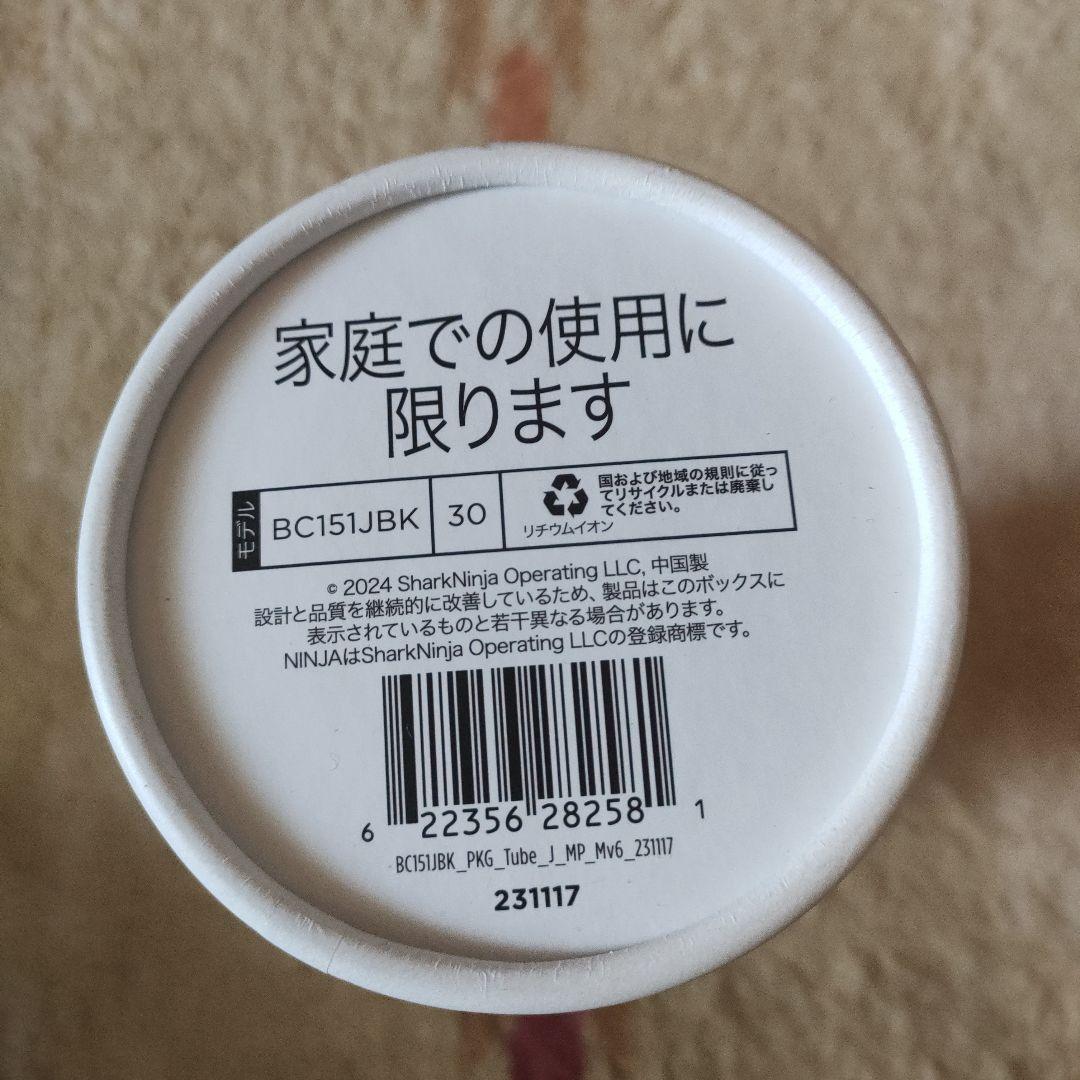 家庭での使用に
限ります
モデル BC151JBK 30
リチウムイオン
国および地域の規則に従っ
てリサイクルまたは廃棄し
てください。
© 2024 SharkNinja Operating LLC, 中国製
設計と品質を継続的に改善しているため、製品はこのボックスに
表示されているものと若干異なる場合があります。
NINJAはSharkNinja Operating LLCの登録商標です。
6 22356 28258 1
BC151JBK_PKG_Tube_J_MP_Mv6_231117
231117